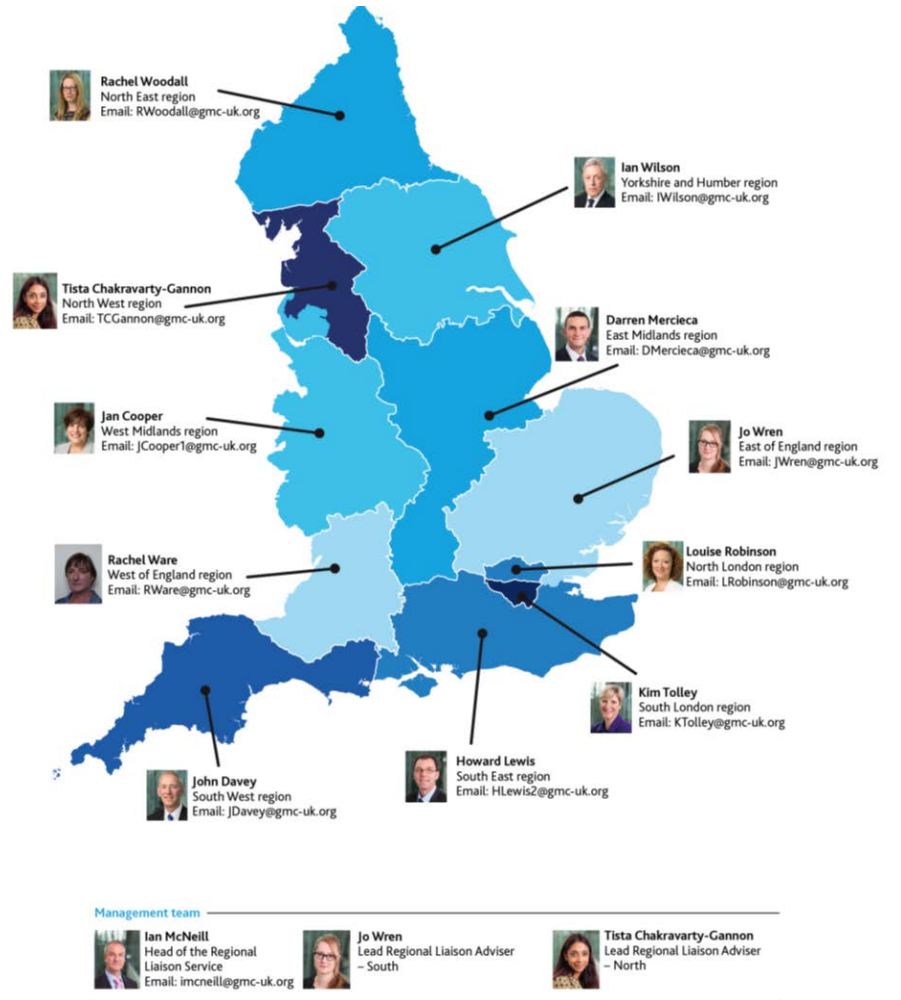 Rachel Woodall
North East region
Email: RWoodall@gmc-uk.org
Ian Wilson
Yorkshire and Humber region
Email: IWilson@gmc-uk.org
Tista Chakravarty-Gannon
North West region
Email: TCGannon@gmc-uk.org
Darren Mercieca
East Midlands region
Email: DMercieca@gmc-uk.org
Jan Cooper
West Midlands region
Email: JCooper1@gmc-uk.org
Jo Wren
East of England region
Email: JWren@gmc-uk.org
Rachel Ware
West of England region
Email: RWare@gmc-uk.org
Louise Robinson
North London region
Email: LRobinson@gmc-uk.org
Kim Tolley
South London region
Email: KTolley@gmc-uk.org
Howard Lewis
South East region
Email: HLewis2@gmc-uk.org
John Davey
South West region
Email: JDavey@gmc-uk.org
Management team
Ian McNeill
Head of the Regional
Liaison Service
Email: imcneill@gmc-uk.org
Jo Wren
Lead Regional Liaison Adviser
– South
Tista Chakravarty-Gannon
Lead Regional Liaison Adviser
– North